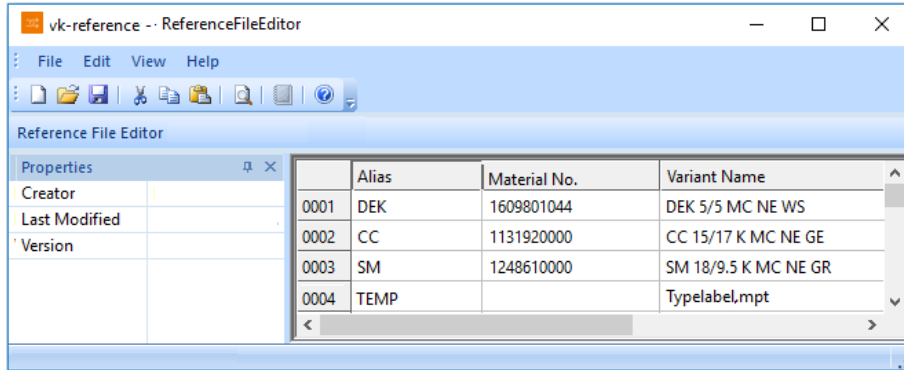 vk-reference -· ReferenceFileEditor
File Edit View Help
Reference File Editor
Properties
Creator
Last Modified
Version
Alias Material No. Variant Name
0001 DEK 1609801044 DEK 5/5 MC NE WS
0002 CC 1131920000 CC 15/17 K MC NE GE
0003 SM 1248610000 SM 18/9.5 K MC NE GR
0004 TEMP Typelabel,mpt